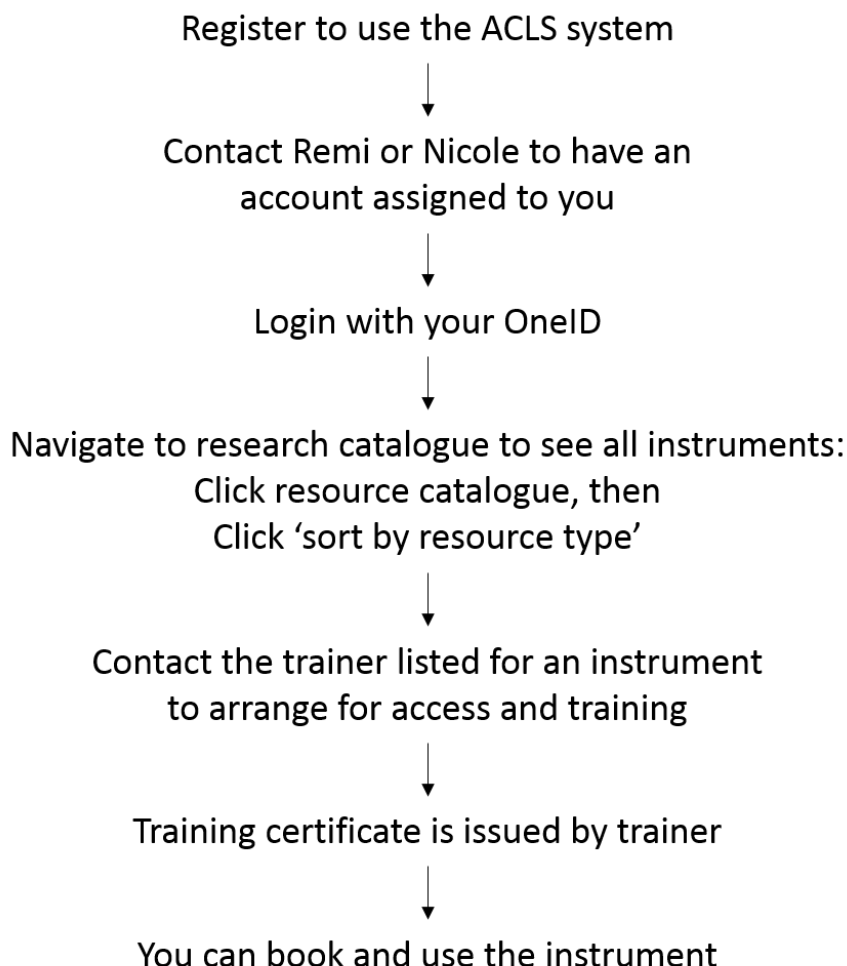 Register to use the ACLS system
Contact Remi or Nicole to have an
account assigned to you
Login with your OneID
Navigate to research catalogue to see all instruments:
Click resource catalogue, then
Click ‘sort by resource type’
Contact the trainer listed for an instrument
to arrange for access and training
Training certificate is issued by trainer
You can book and use the instrument